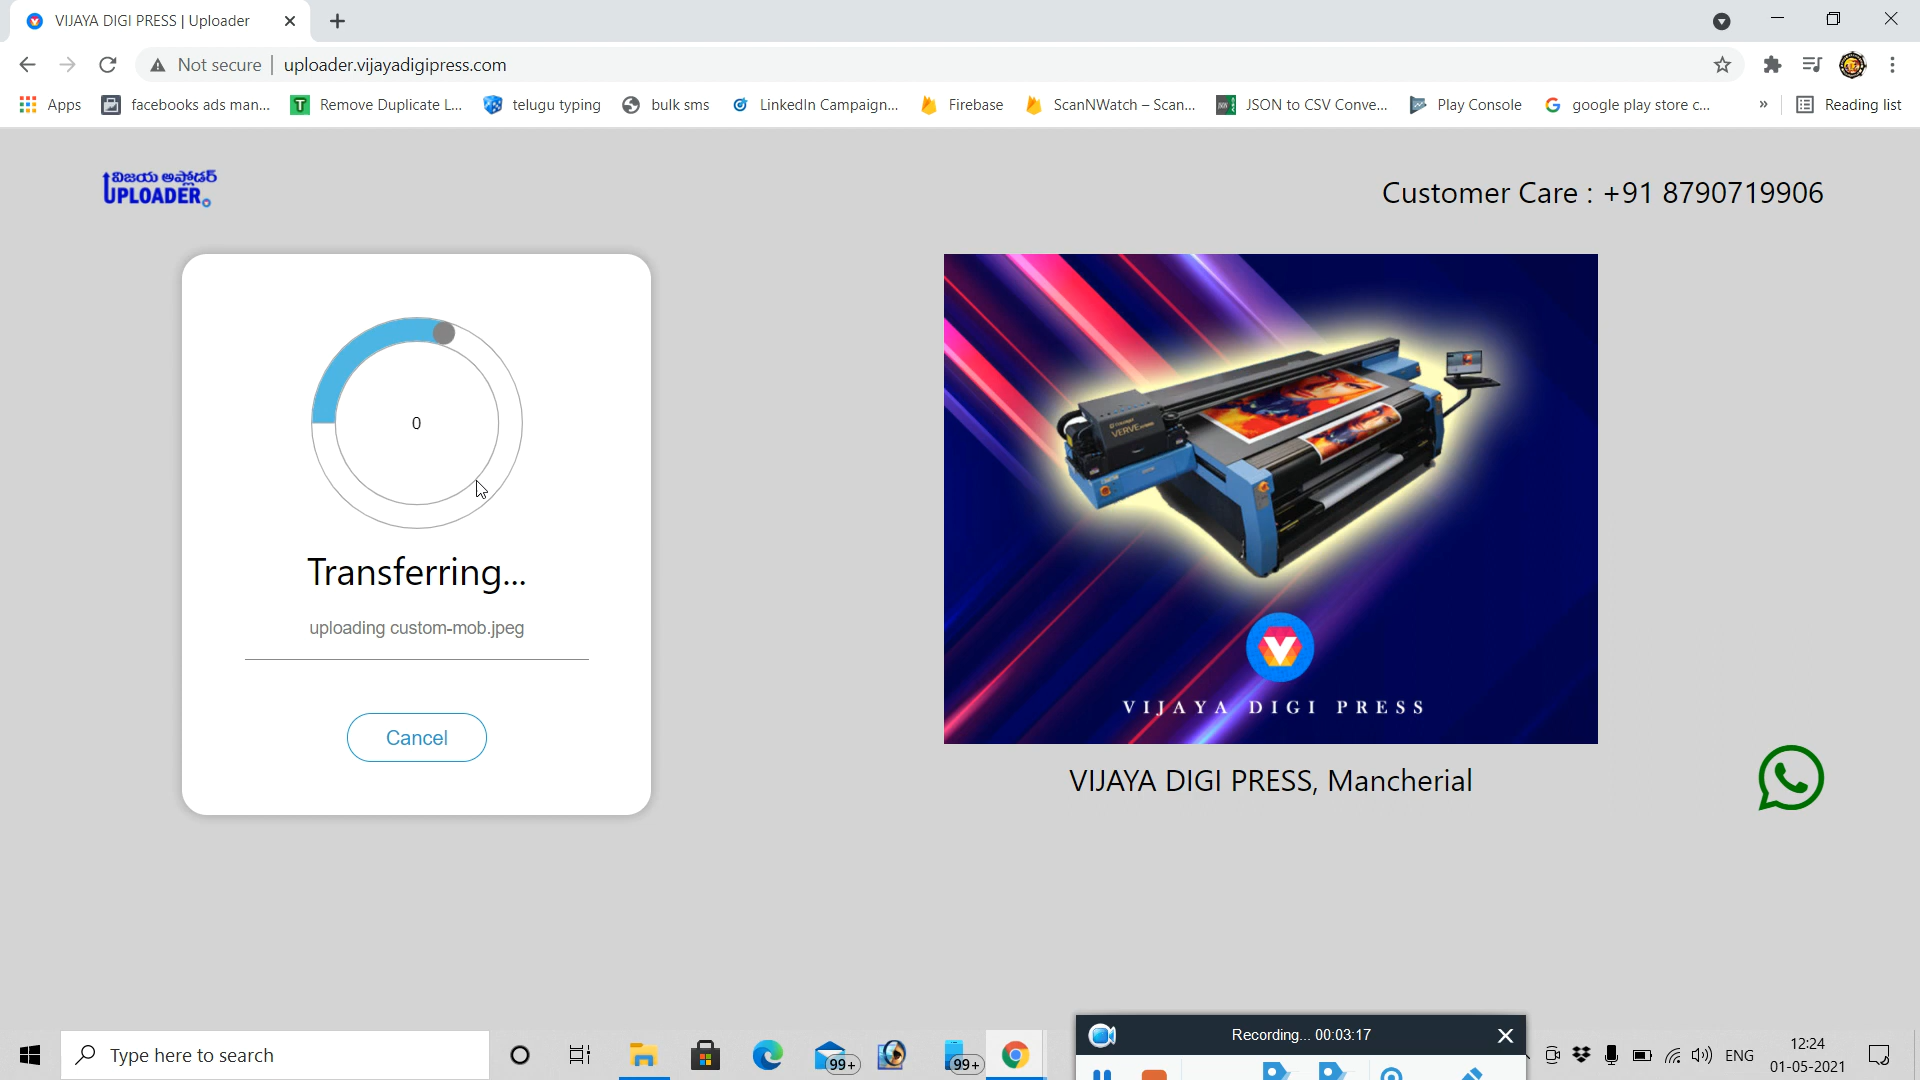 VIJAYA DIGI PRESS | Uploader
Not secure | uploader.vijayadigipress.com
Apps facebooks ads man... Remove Duplicate L... telugu typing bulk sms LinkedIn Campaign... Firebase ScanNWatch – Scan... JSON to CSV Conve... Play Console google play store c... » Reading list
విజయ అప్లోడర్
UPLOADER
Customer Care : +91 8790719906
0
Transferring...
uploading custom-mob.jpeg
Cancel
VERVE
VIJAYA DIGI PRESS
VIJAYA DIGI PRESS, Mancherial
Recording... 00:03:17
Type here to search
99+
99+
ENG
12:24
01-05-2021